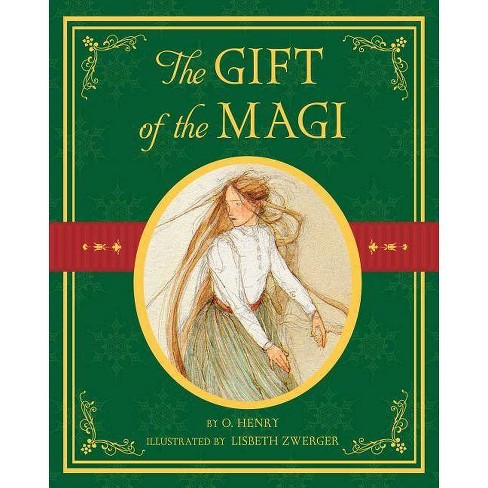 The GIFT
of the MAGI
BY O. HENRY
ILLUSTRATED BY LISBETH ZWERGER